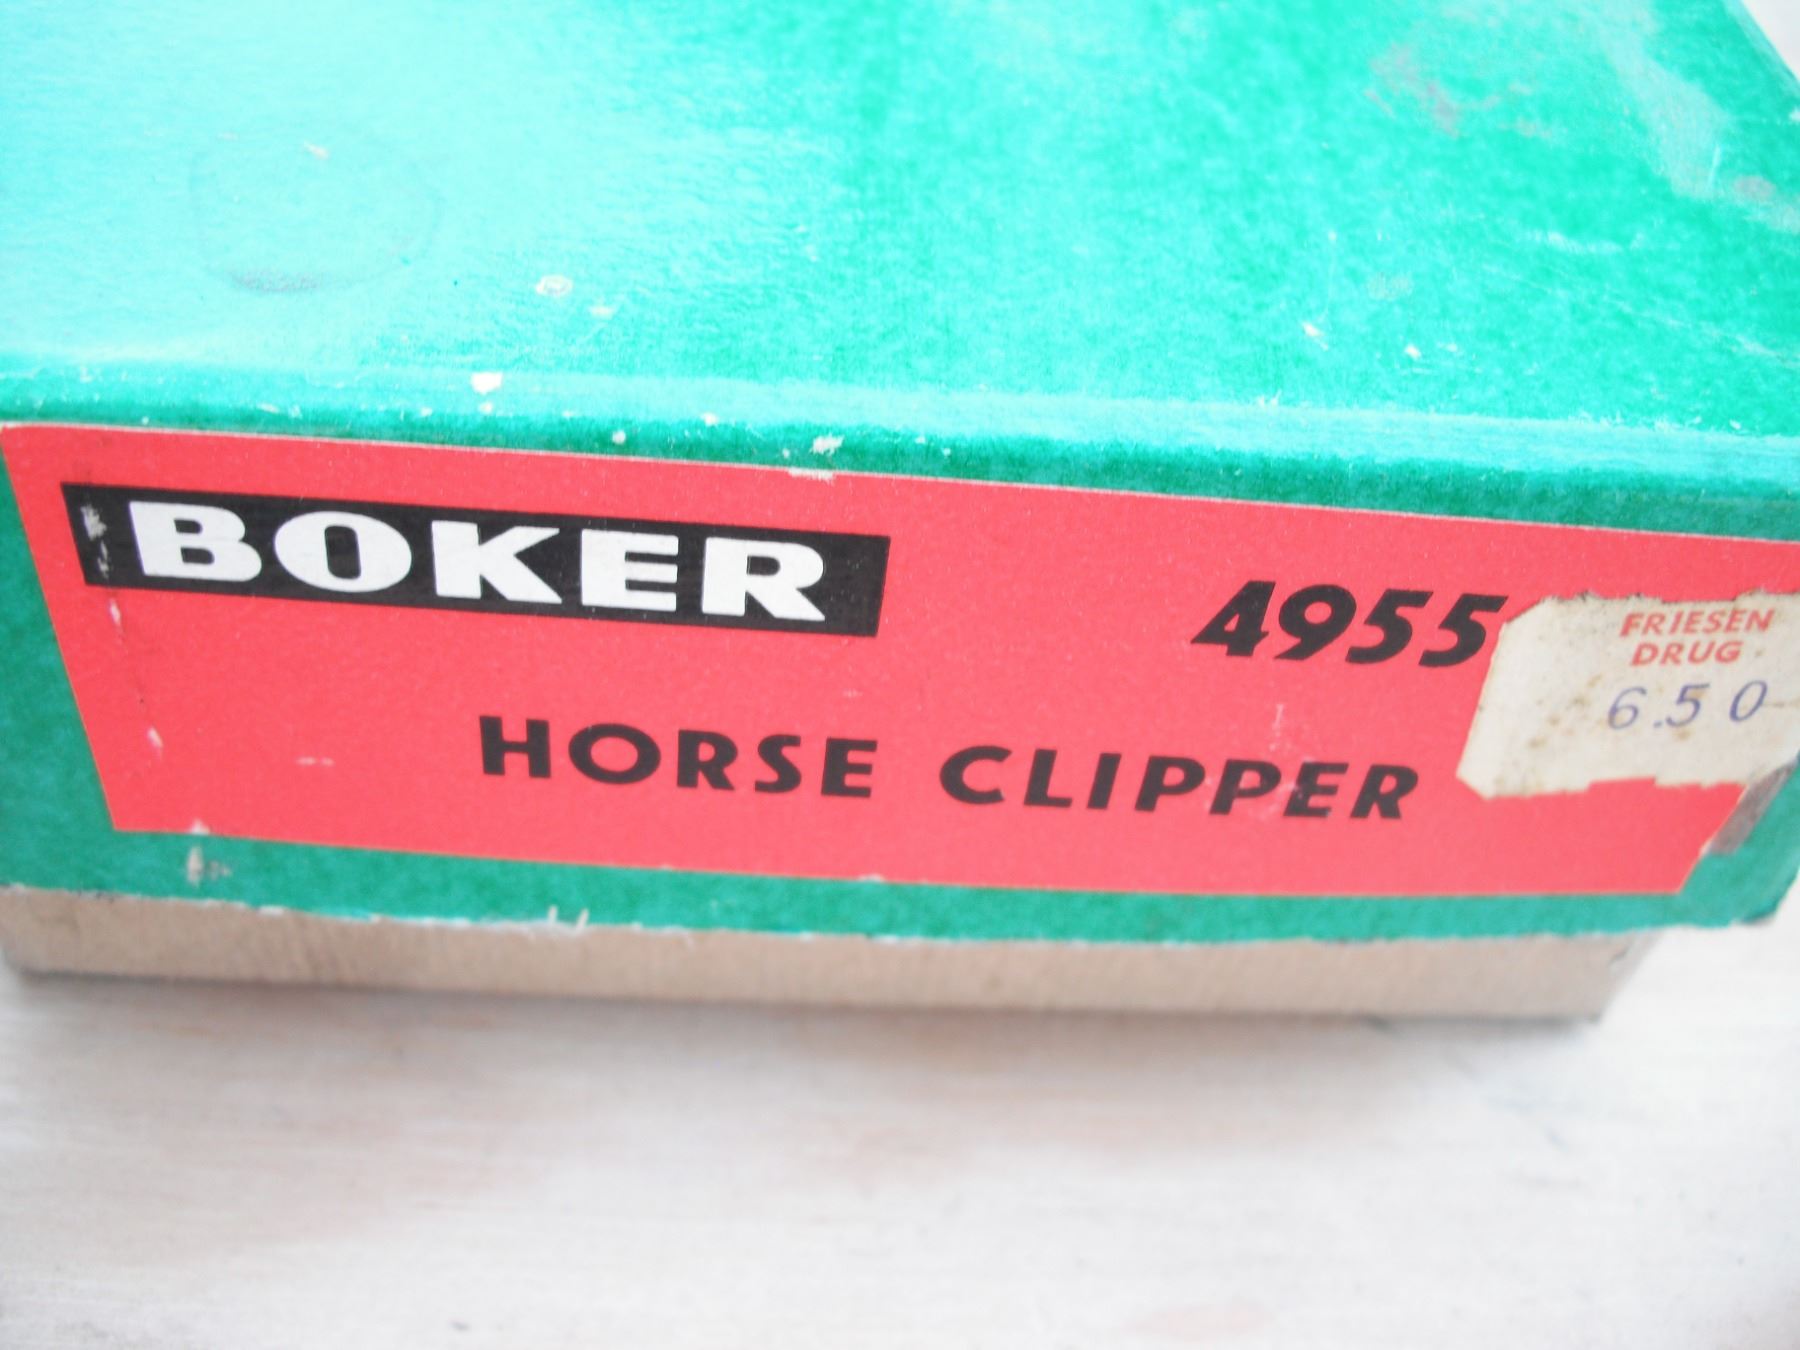 BOKER
4955
FRIESEN
DRUG
6.50
HORSE CLIPPER